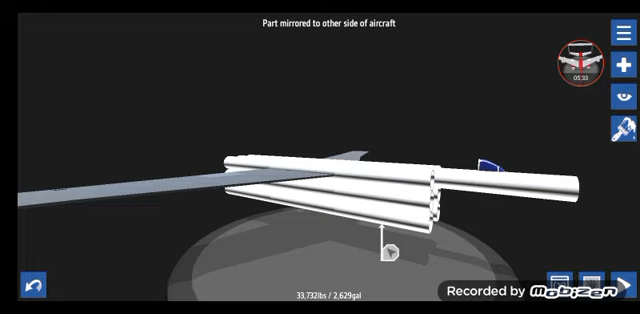 Part mirrored to other side of aircraft
05:33
33,732lbs / 2,629gal
Recorded by Mobizen